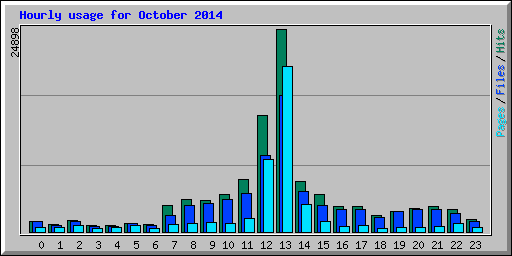 Hourly usage for October 2014
24898
Pages/Files/Hits
0 1 2 3 4 5 6 7 8 9 10 11 12 13 14 15 16 17 18 19 20 21 22 23